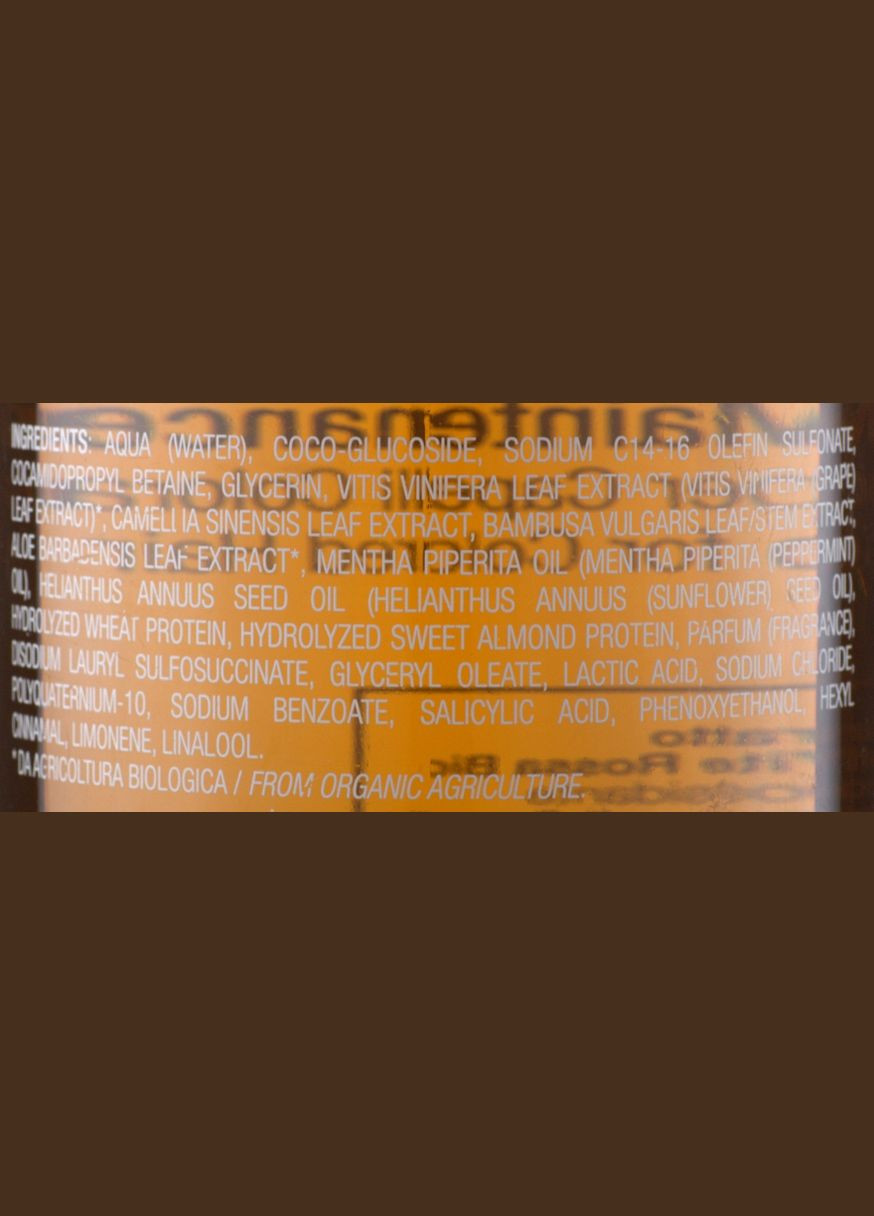 INGREDIENTS: AQUA (WATER), COCO-GLUCOSIDE, SODIUM C14-16 OLEFIN SULFONATE,
COCAMIDOPROPYL BETAINE, GLYCERIN, VITIS VINIFERA LEAF EXTRACT (VITIS VINIFERA (GRAPE)
LEAF EXTRACT)*, CAMELLIA SINENSIS LEAF EXTRACT, BAMBUSA VULGARIS LEAF/STEM EXTRACT,
ALOE BARBADENSIS LEAF EXTRACT*, MENTHA PIPERITA OIL (MENTHA PIPERITA (PEPPERMINT)
OIL), HELIANTHUS ANNUUS SEED OIL (HELIANTHUS ANNUUS (SUNFLOWER) SEED OIL),
HYDROLYZED WHEAT PROTEIN, HYDROLYZED SWEET ALMOND PROTEIN, PARFUM (FRAGRANCE),
DISODIUM LAURYL SULFOSUCCINATE, GLYCERYL OLEATE, LACTIC ACID, SODIUM CHLORIDE,
POLYQUATERNIUM-10, SODIUM BENZOATE, SALICYLIC ACID, PHENOXYETHANOL, HEXYL
CINNAMAL, LIMONENE, LINALOOL.
*DA AGRICOLTURA BIOLOGICA / FROM ORGANIC AGRICULTURE.